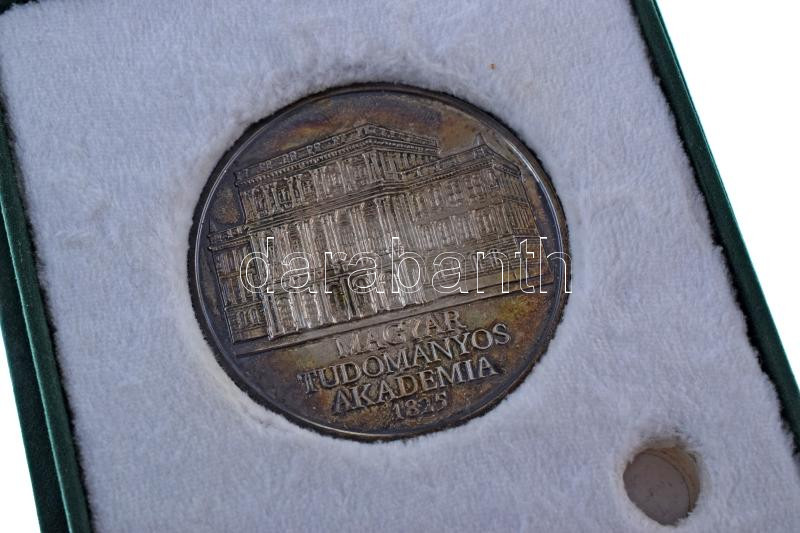 darabanth
MAGYAR
TUDOMÁNYOS
AKADÉMIA
1825